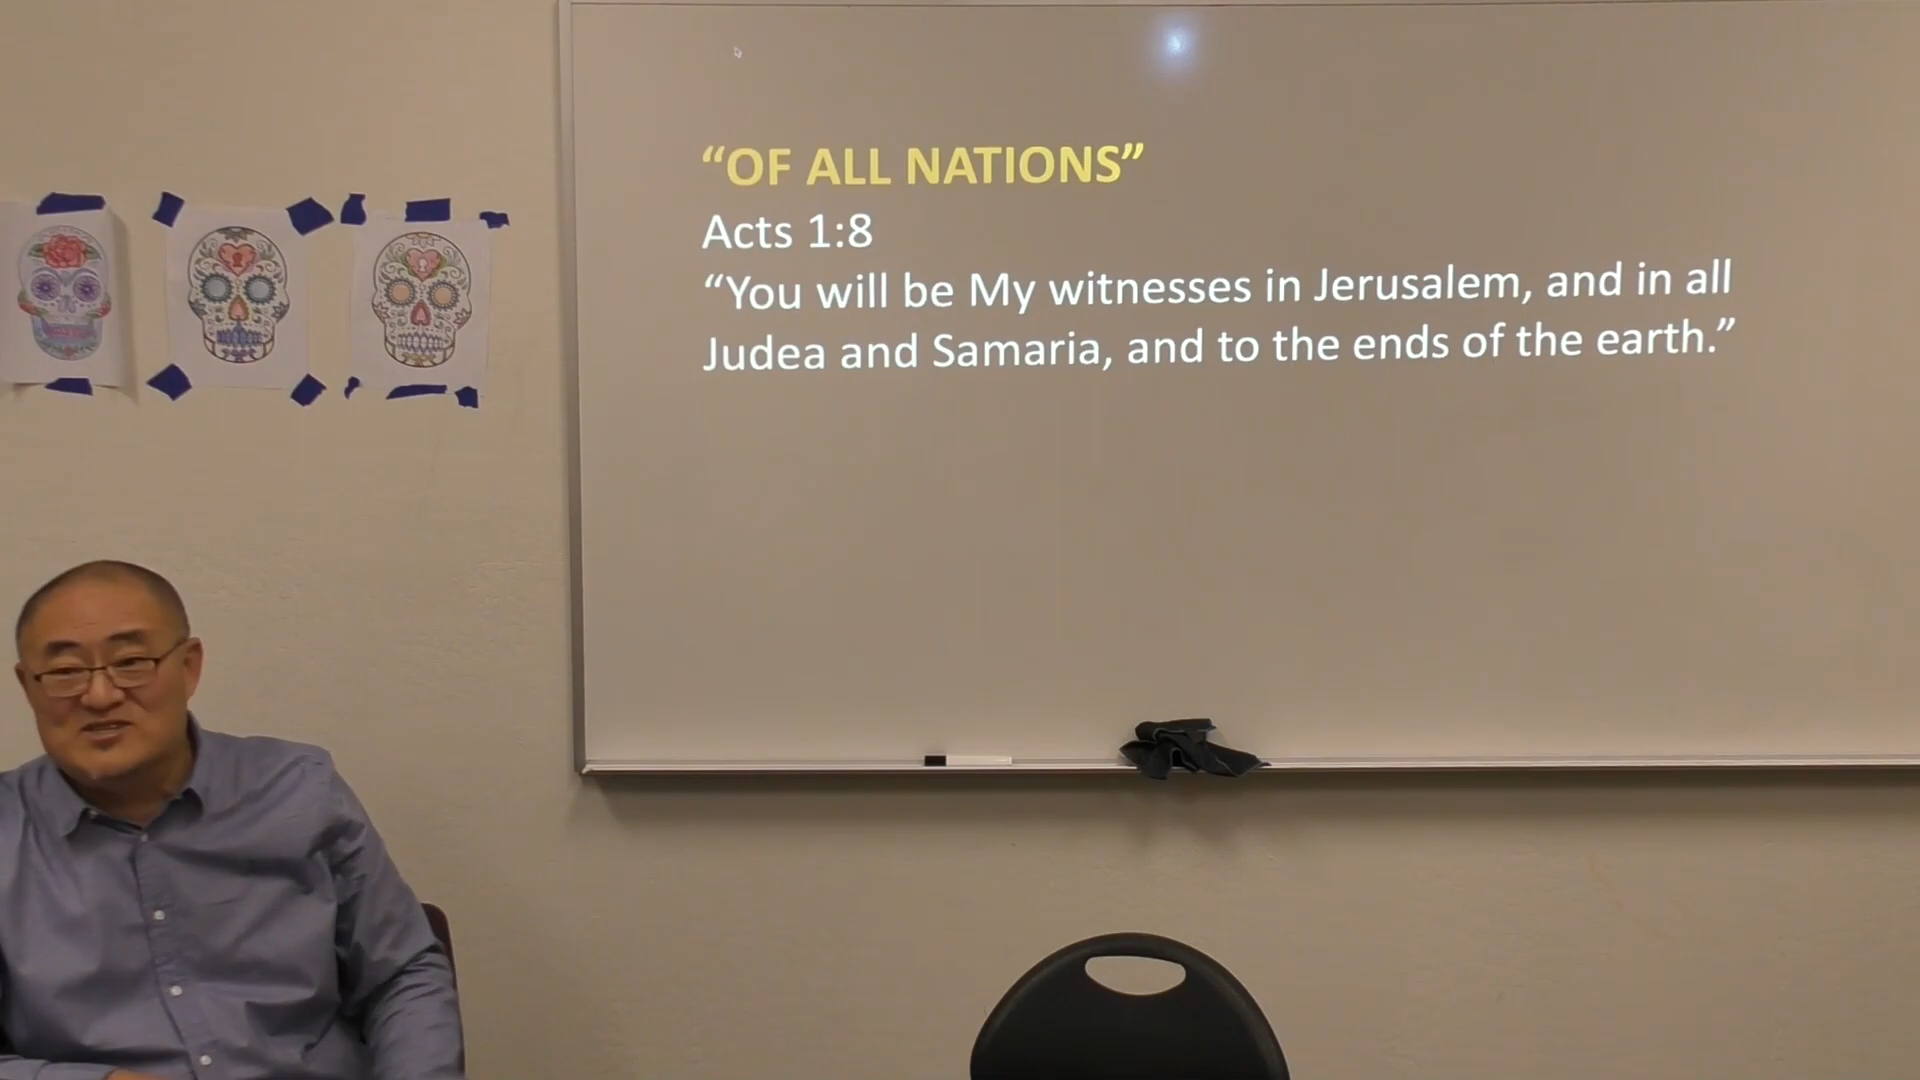 “OF ALL NATIONS”
Acts 1:8
“You will be My witnesses in Jerusalem, and in all
Judea and Samaria, and to the ends of the earth.”